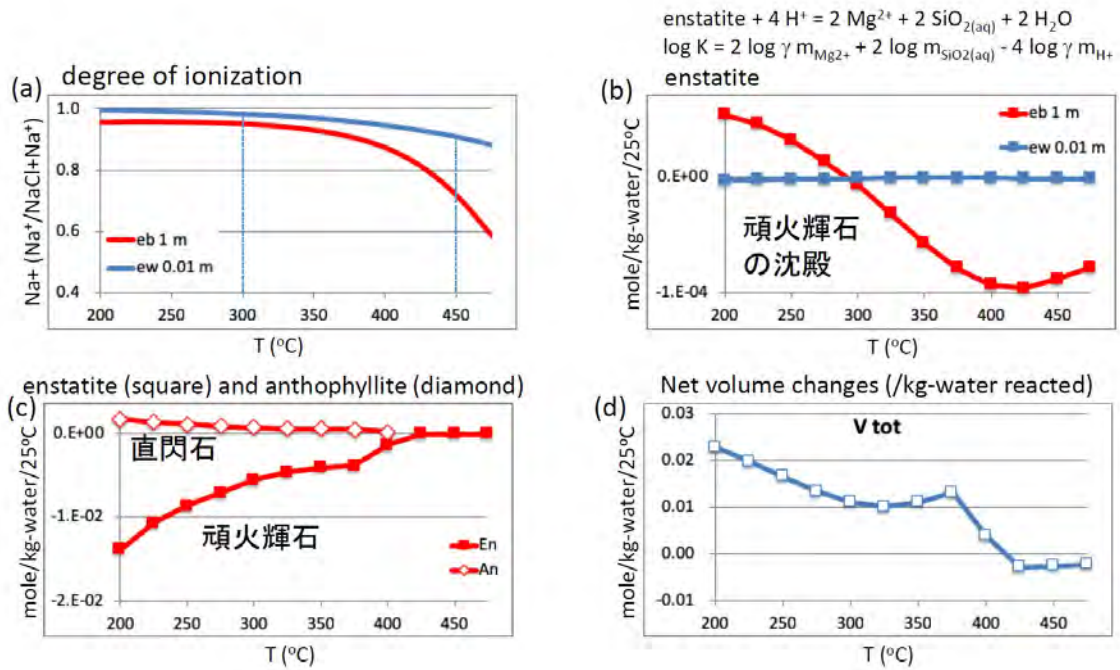 enstatite + 4 H⁺ = 2 Mg²⁺ + 2 SiO₂₍ₐq₎ + 2 H₂O
log K = 2 log γ m_Mg2+ + 2 log m_SiO2(aq) - 4 log γ m_H+
(a) degree of ionization
Na+ (Na⁺/NaCl+Na⁺)
1.0
0.8
0.6
0.4
eb 1 m
ew 0.01 m
200 250 300 350 400 450
T (°C)
(b) enstatite
mole/kg-water/25°C
0.E+00
-1.E-04
eb 1 m
ew 0.01 m
頑火輝石
の沈殿
200 250 300 350 400 450
T (°C)
enstatite (square) and anthophyllite (diamond)
(c)
mole/kg-water/25°C
0.E+00
-1.E-02
-2.E-02
直閃石
頑火輝石
En
An
200 250 300 350 400 450
T (°C)
Net volume changes (/kg-water reacted)
(d)
mole/kg-water/25°C
0.03
0.02
0.01
0.00
-0.01
V tot
200 250 300 350 400 450
T (°C)